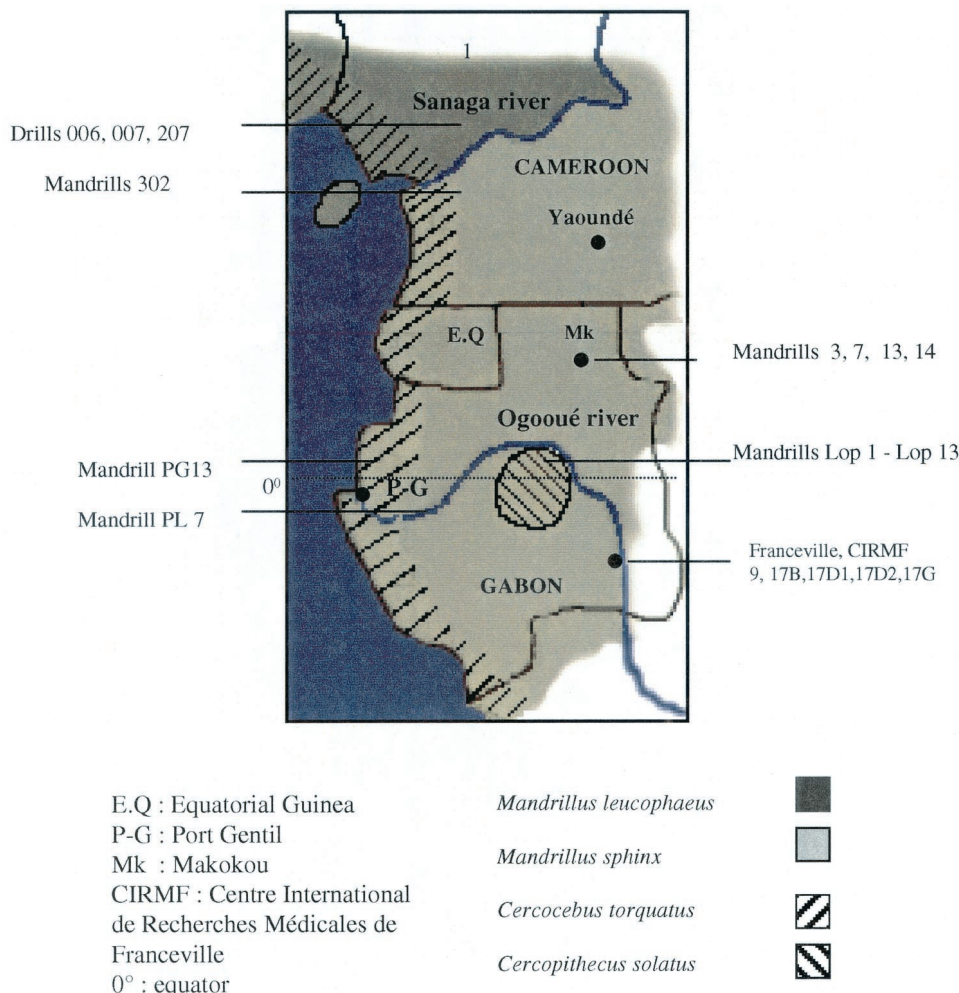 1
Sanaga river
Drills 006, 007, 207
CAMEROON
Mandrills 302
Yaoundé
E.Q
Mk
Mandrills 3, 7, 13, 14
Ogooué river
Mandrills Lop 1 - Lop 13
Mandrill PG13
0⁰
P-G
Mandrill PL 7
Franceville, CIRMF
9, 17B,17D1,17D2,17G
GABON
E.Q : Equatorial Guinea
P-G : Port Gentil
Mk : Makokou
CIRMF : Centre International
de Recherches Médicales de
Franceville
0° : equator
Mandrillus leucophaeus
Mandrillus sphinx
Cercocebus torquatus
Cercopithecus solatus